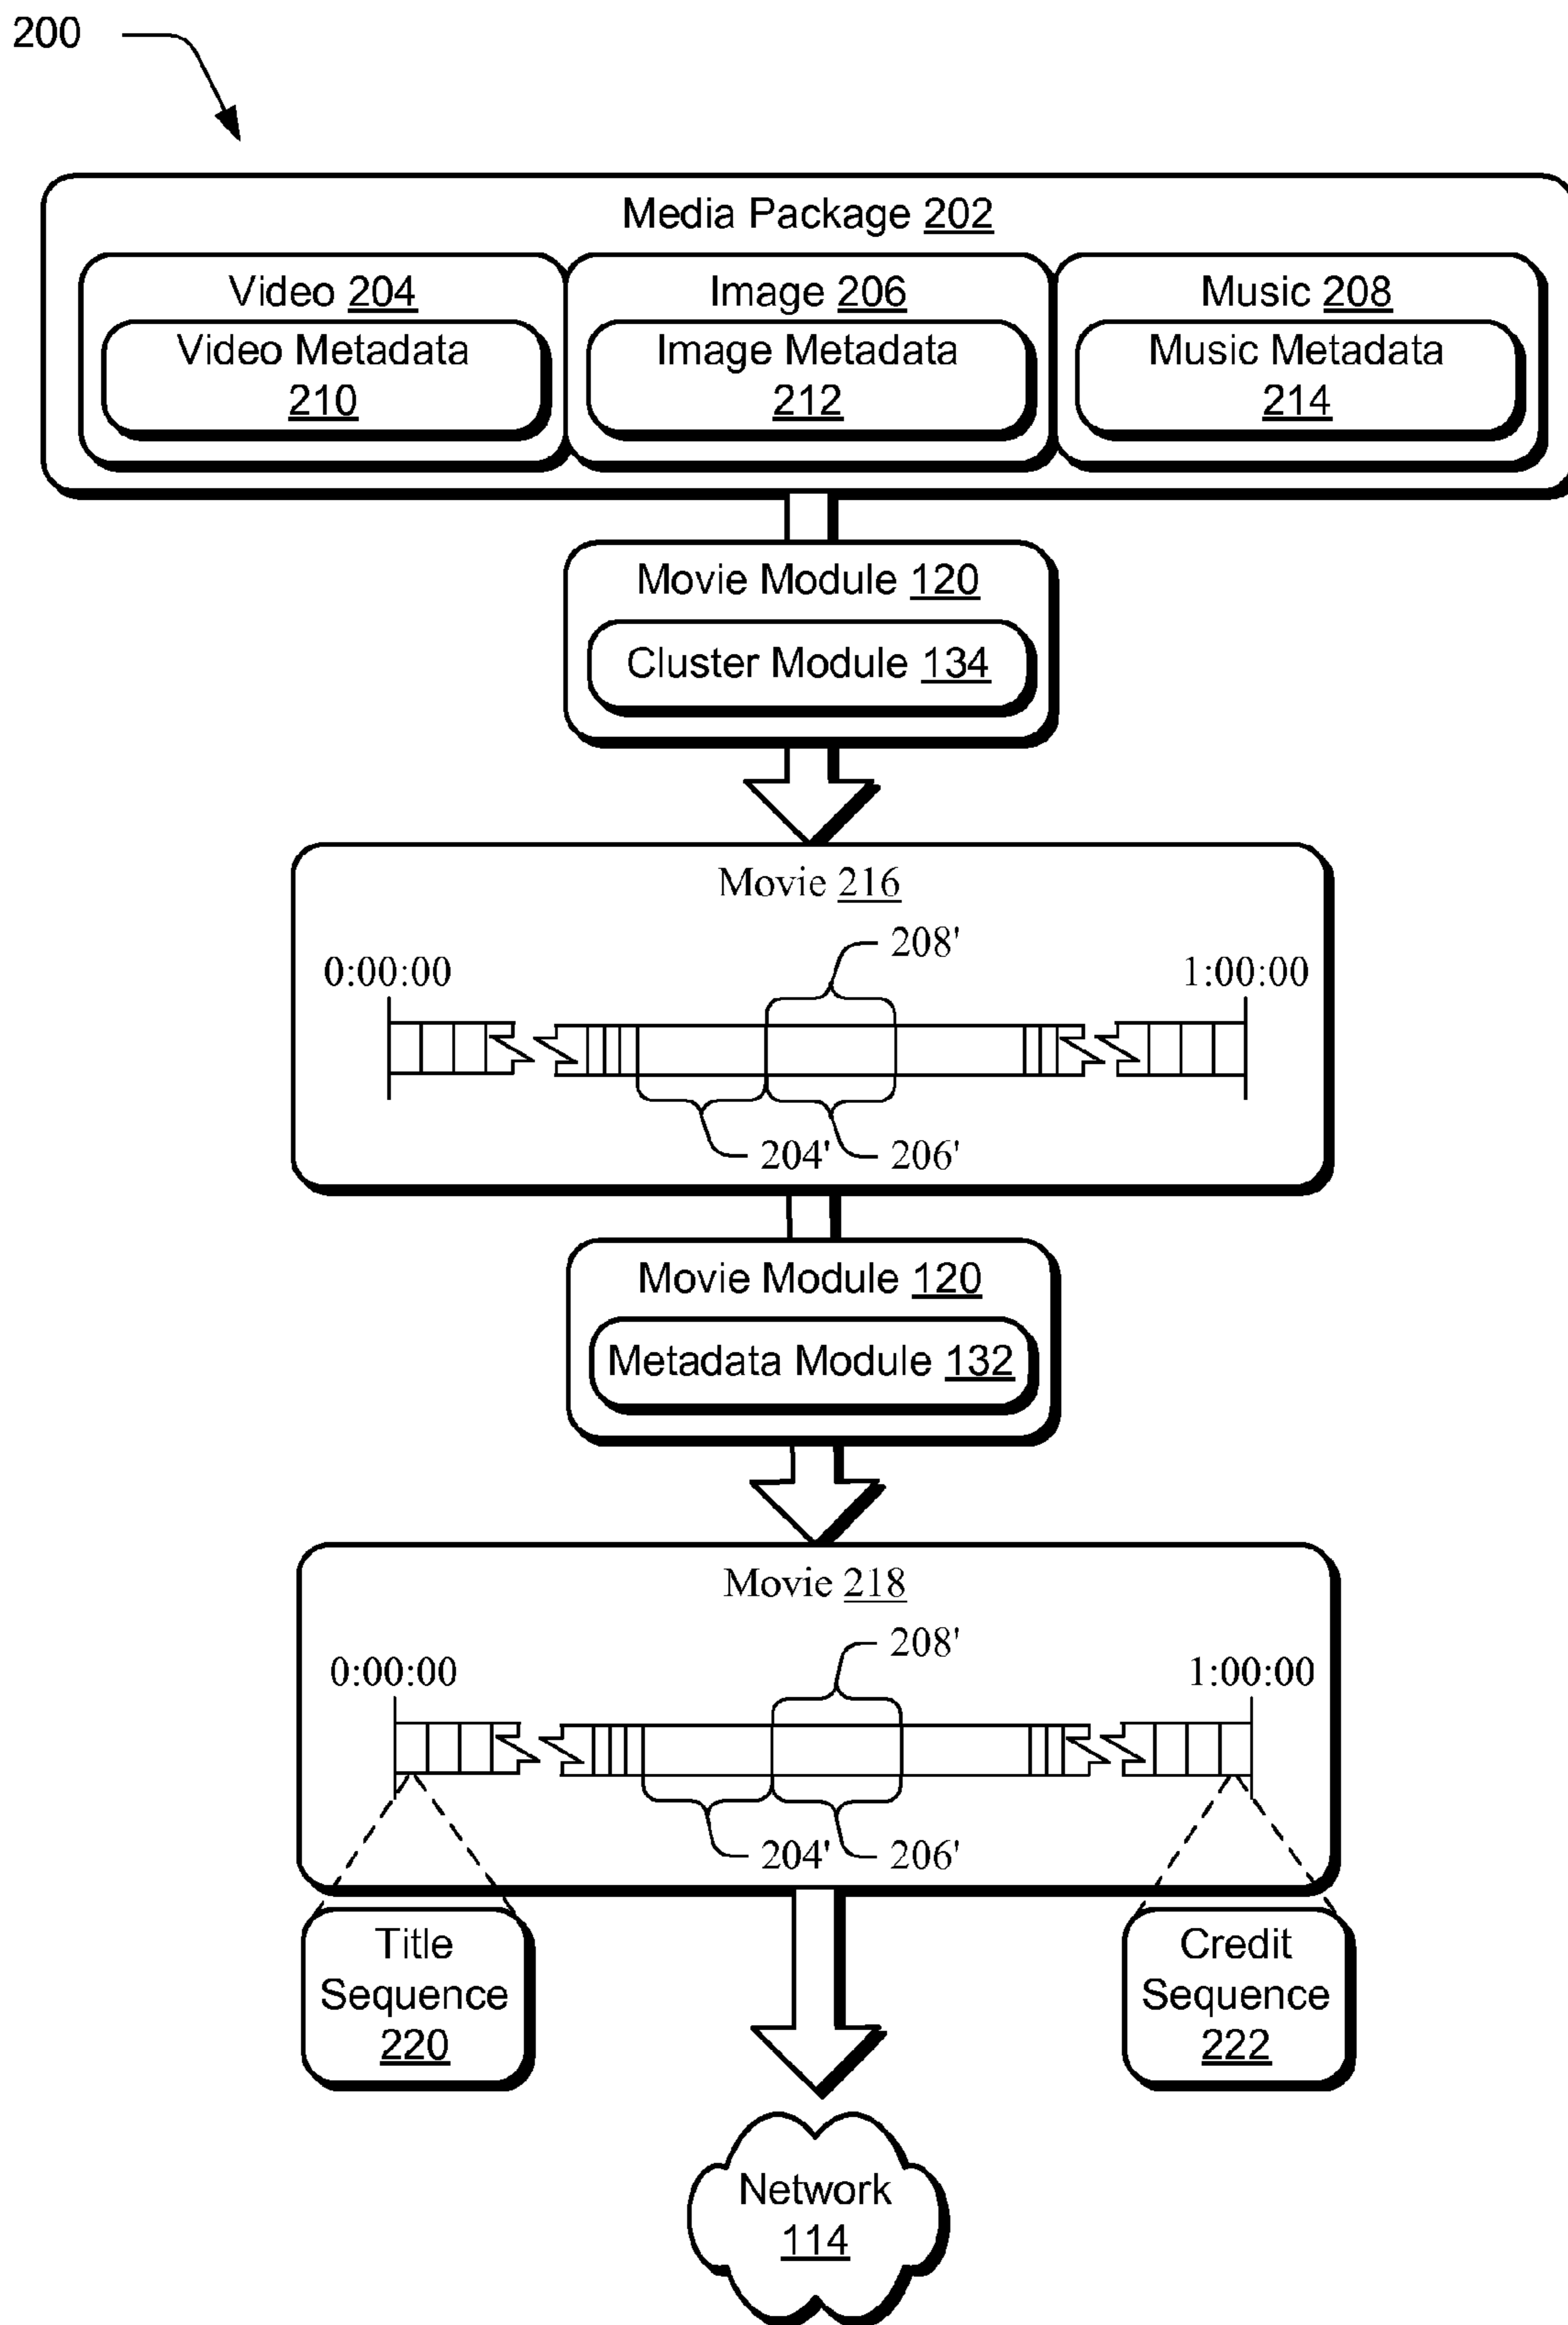 200
Media Package 202
Video 204
Image 206
Music 208
Video Metadata
210
Image Metadata
212
Music Metadata
214
Movie Module 120
Cluster Module 134
Movie 216
208'
0:00:00
1:00:00
204'
206'
Movie Module 120
Metadata Module 132
Movie 218
208'
0:00:00
1:00:00
204'
206'
Title
Sequence
220
Credit
Sequence
222
Network
114